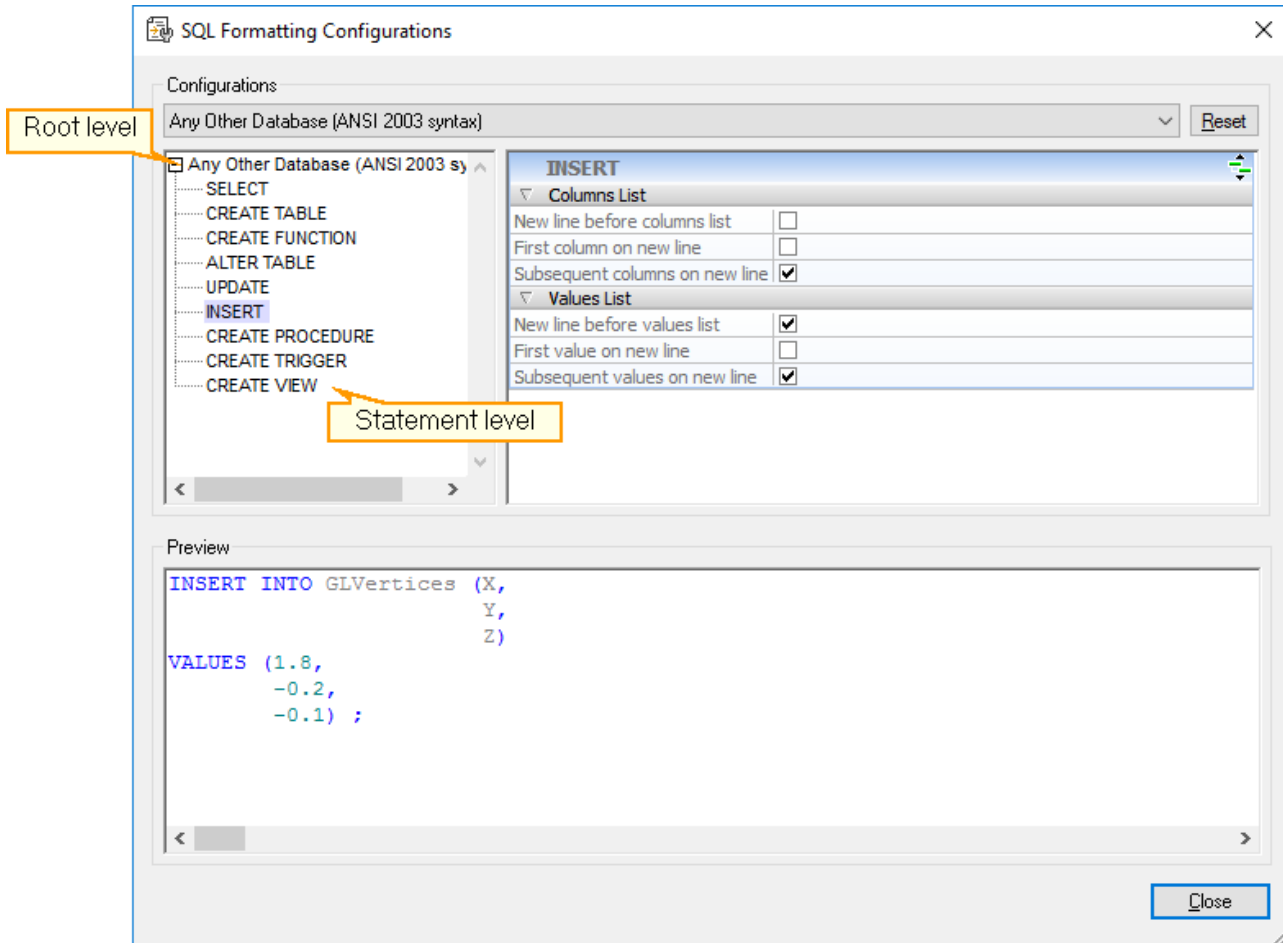 SQL Formatting Configurations
Configurations
Root level
Any Other Database (ANSI 2003 syntax)
Reset
Any Other Database (ANSI 2003 sy
SELECT
CREATE TABLE
CREATE FUNCTION
ALTER TABLE
UPDATE
INSERT
CREATE PROCEDURE
CREATE TRIGGER
CREATE VIEW
Statement level
INSERT
Columns List
New line before columns list
First column on new line
Subsequent columns on new line
Values List
New line before values list
First value on new line
Subsequent values on new line
Preview
INSERT INTO GLVertices (X,
Y,
Z)
VALUES (1.8,
-0.2,
-0.1) ;
Close